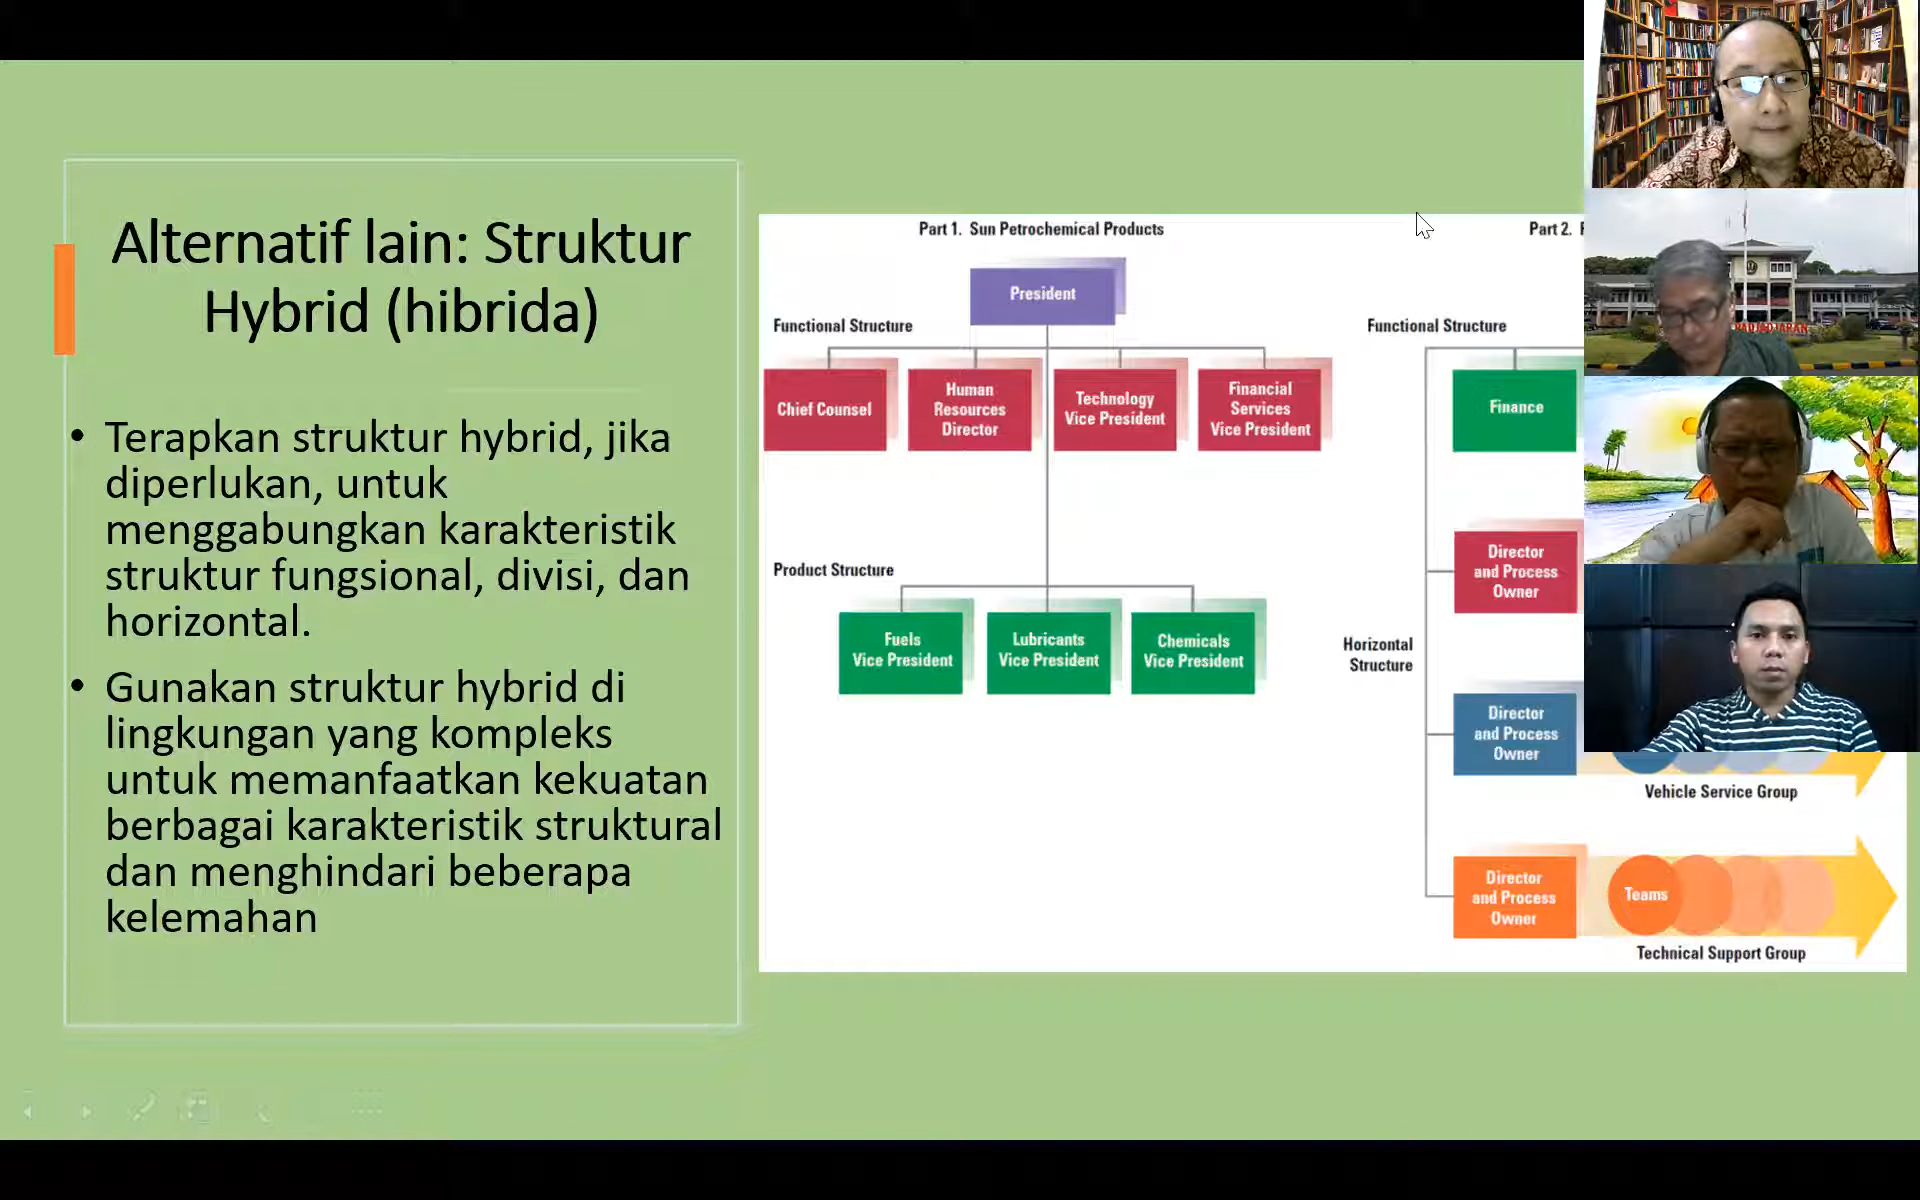 Alternatif lain: Struktur
Hybrid (hibrida)
• Terapkan struktur hybrid, jika
diperlukan, untuk
menggabungkan karakteristik
struktur fungsional, divisi, dan
horizontal.
• Gunakan struktur hybrid di
lingkungan yang kompleks
untuk memanfaatkan kekuatan
berbagai karakteristik struktural
dan menghindari beberapa
kelemahan
Part 1. Sun Petrochemical Products
President
Functional Structure
Chief Counsel
Human
Resources
Director
Technology
Vice President
Financial
Services
Vice President
Product Structure
Fuels
Vice President
Lubricants
Vice President
Chemicals
Vice President
Part 2.
Functional Structure
Finance
Director
and Process
Owner
Horizontal
Structure
Director
and Process
Owner
Vehicle Service Group
Director
and Process
Owner
Teams
Technical Support Group